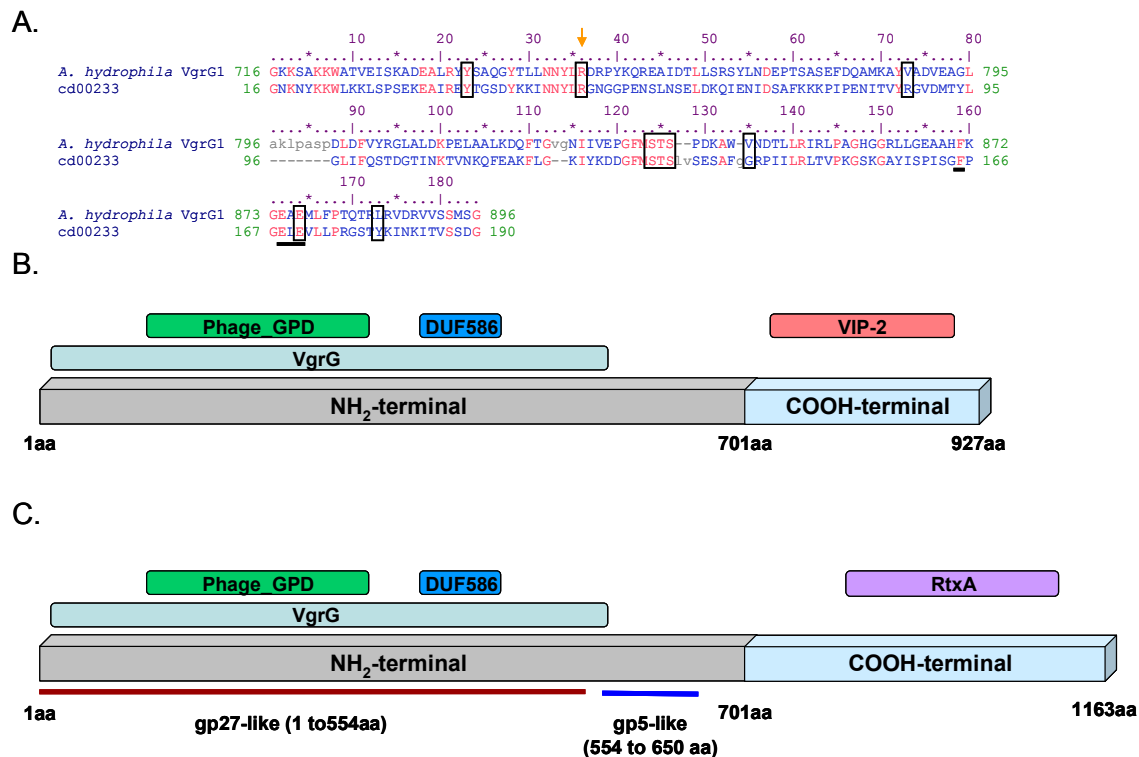 A.
10 20 30 40 50 60 70 80
....*....|....*....|....*....|....*....|....*....|....*....|....*....|....*....|
A. hydrophila VgrG1 716 GKKSAKKWATVEISKADEALRYYSAQGYTLLNNYLRDRPYKQREAIDTLLSRSYLNDEPTSASEFDQAMKAYVADVEAGL 795
cd00233 16 GNKNYKKWLKKLSPSEKEAIREYTGSDYKKINNYLRGNGGPENSLNSELDKQIENIDSAFKKKPIPENITVYRGVDMTYL 95
100 110 120 130 140 150 160
....*....|....*....|....*....|....*....|....*....|....*....|....*....|....*....|
A. hydrophila VgrG1 796 aklpaspDLDFVYRGLALDKPELAALKDQFTGvgNIIVEPGFMSTS--PDKAW-VNDTLLRIRLPAGHGGRLLGEAAHFK 872
cd00233 96 -------GLIFQSTDGTINKTVNKQFEAKFLG--KIYKDDGFMSTSlvSESAFgGRPIILRLTVPKGSKGAYISPISGFP 166
170 180
....*....|....*....|....
A. hydrophila VgrG1 873 GEAEMLFPTQTRLRVDRVVSSMSG 896
cd00233 167 GELEVLLPRGSTYKINKITVSSDG 190
B.
Phage_GPD DUF586 VIP-2
VgrG
NH2-terminal COOH-terminal
1aa 701aa 927aa
C.
Phage_GPD DUF586 RtxA
VgrG
NH2-terminal COOH-terminal
1aa 701aa 1163aa
gp27-like (1 to554aa) gp5-like
(554 to 650 aa)